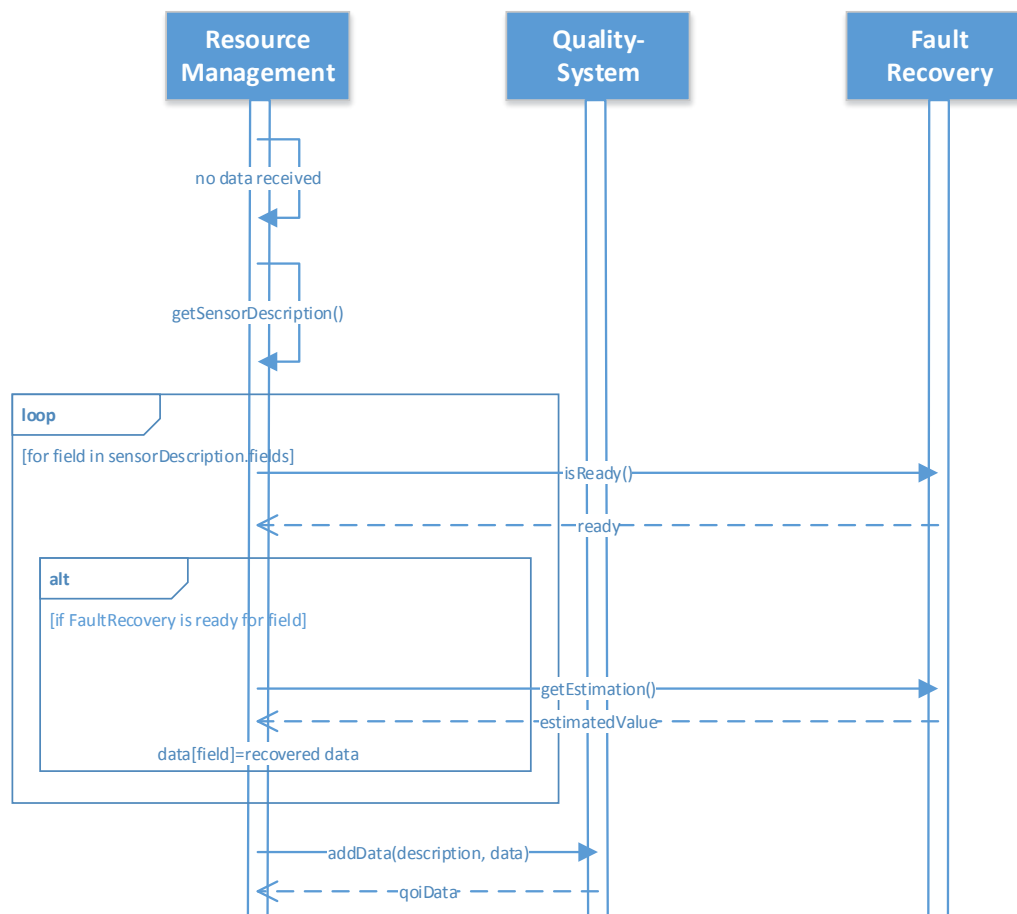 Resource
Management
Quality-
System
Fault
Recovery
no data received
getSensorDescription()
loop
[for field in sensorDescription.fields]
isReady()
ready
alt
[if FaultRecovery is ready for field]
getEstimation()
estimatedValue
data[field]=recovered data
addData(description, data)
qoiData